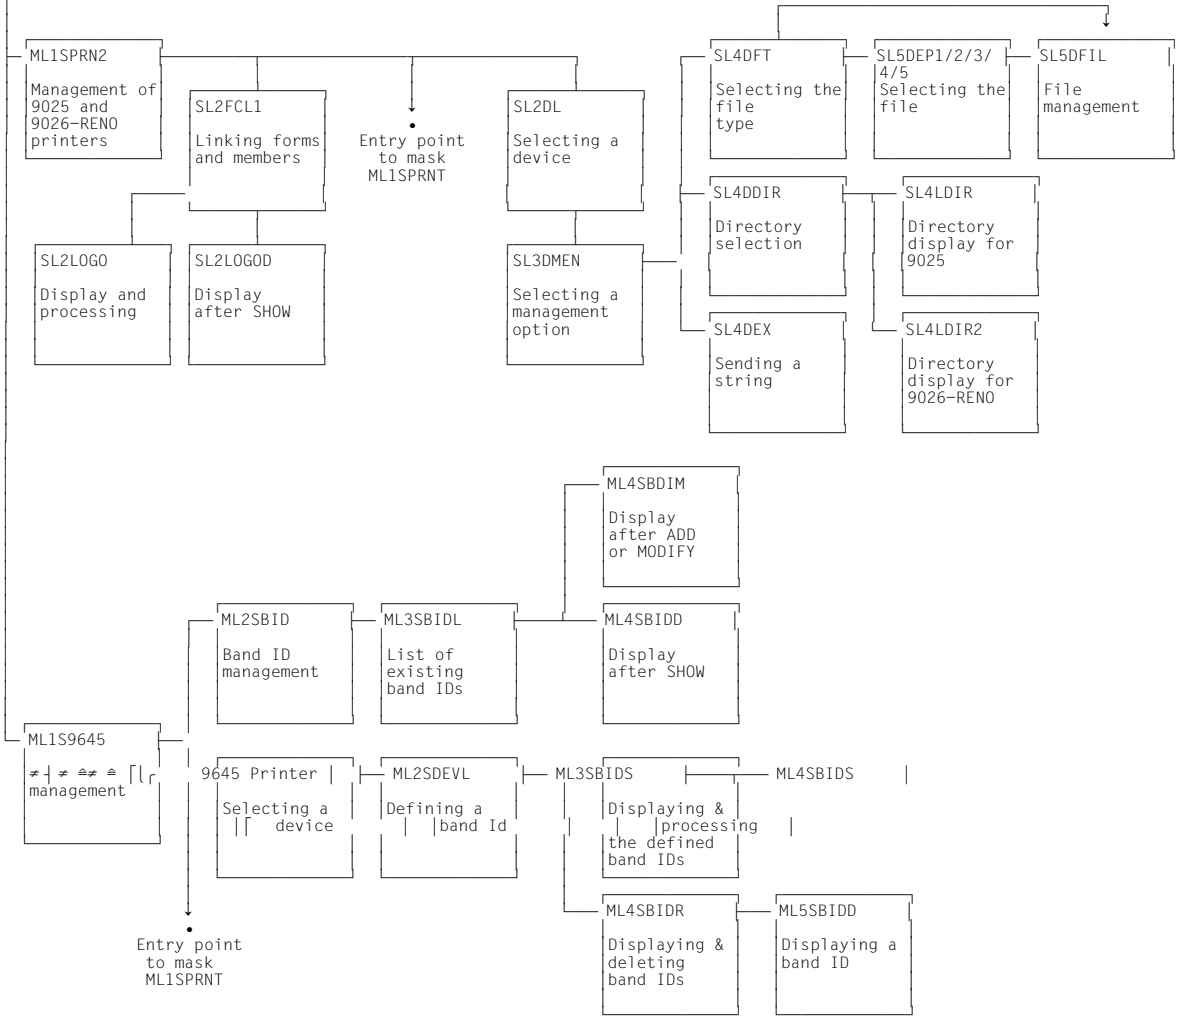 ML1SPRN2
Management of
9025 and
9026-RENO
printers
SL2FCL1
Linking forms
and members
Entry point
to mask
ML1SPRNT
SL2DL
Selecting a
device
SL4DFT
Selecting the
file
type
SL5DEP1/2/3/
4/5
Selecting the
file
SL5DFIL
File
management
SL4DDIR
Directory
selection
SL4LDIR
Directory
display for
9025
SL2LOGO
Display and
processing
SL2LOGOD
Display
after SHOW
SL3DMEN
Selecting a
management
option
SL4DEX
Sending a
string
SL4LDIR2
Directory
display for
9026-RENO
ML4SBDIM
Display
after ADD
or MODIFY
ML2SBID
Band ID
management
ML3SBIDL
List of
existing
band IDs
ML4SBIDD
Display
after SHOW
ML1S9645
9645 Printer
management
ML2SDEVL
Selecting a
device
ML3SBIDS
Defining a
band Id
ML4SBIDS
Displaying &
processing
the defined
band IDs
ML4SBIDR
Displaying &
deleting
band IDs
ML5SBIDD
Displaying a
band ID
Entry point
to mask
ML1SPRNT